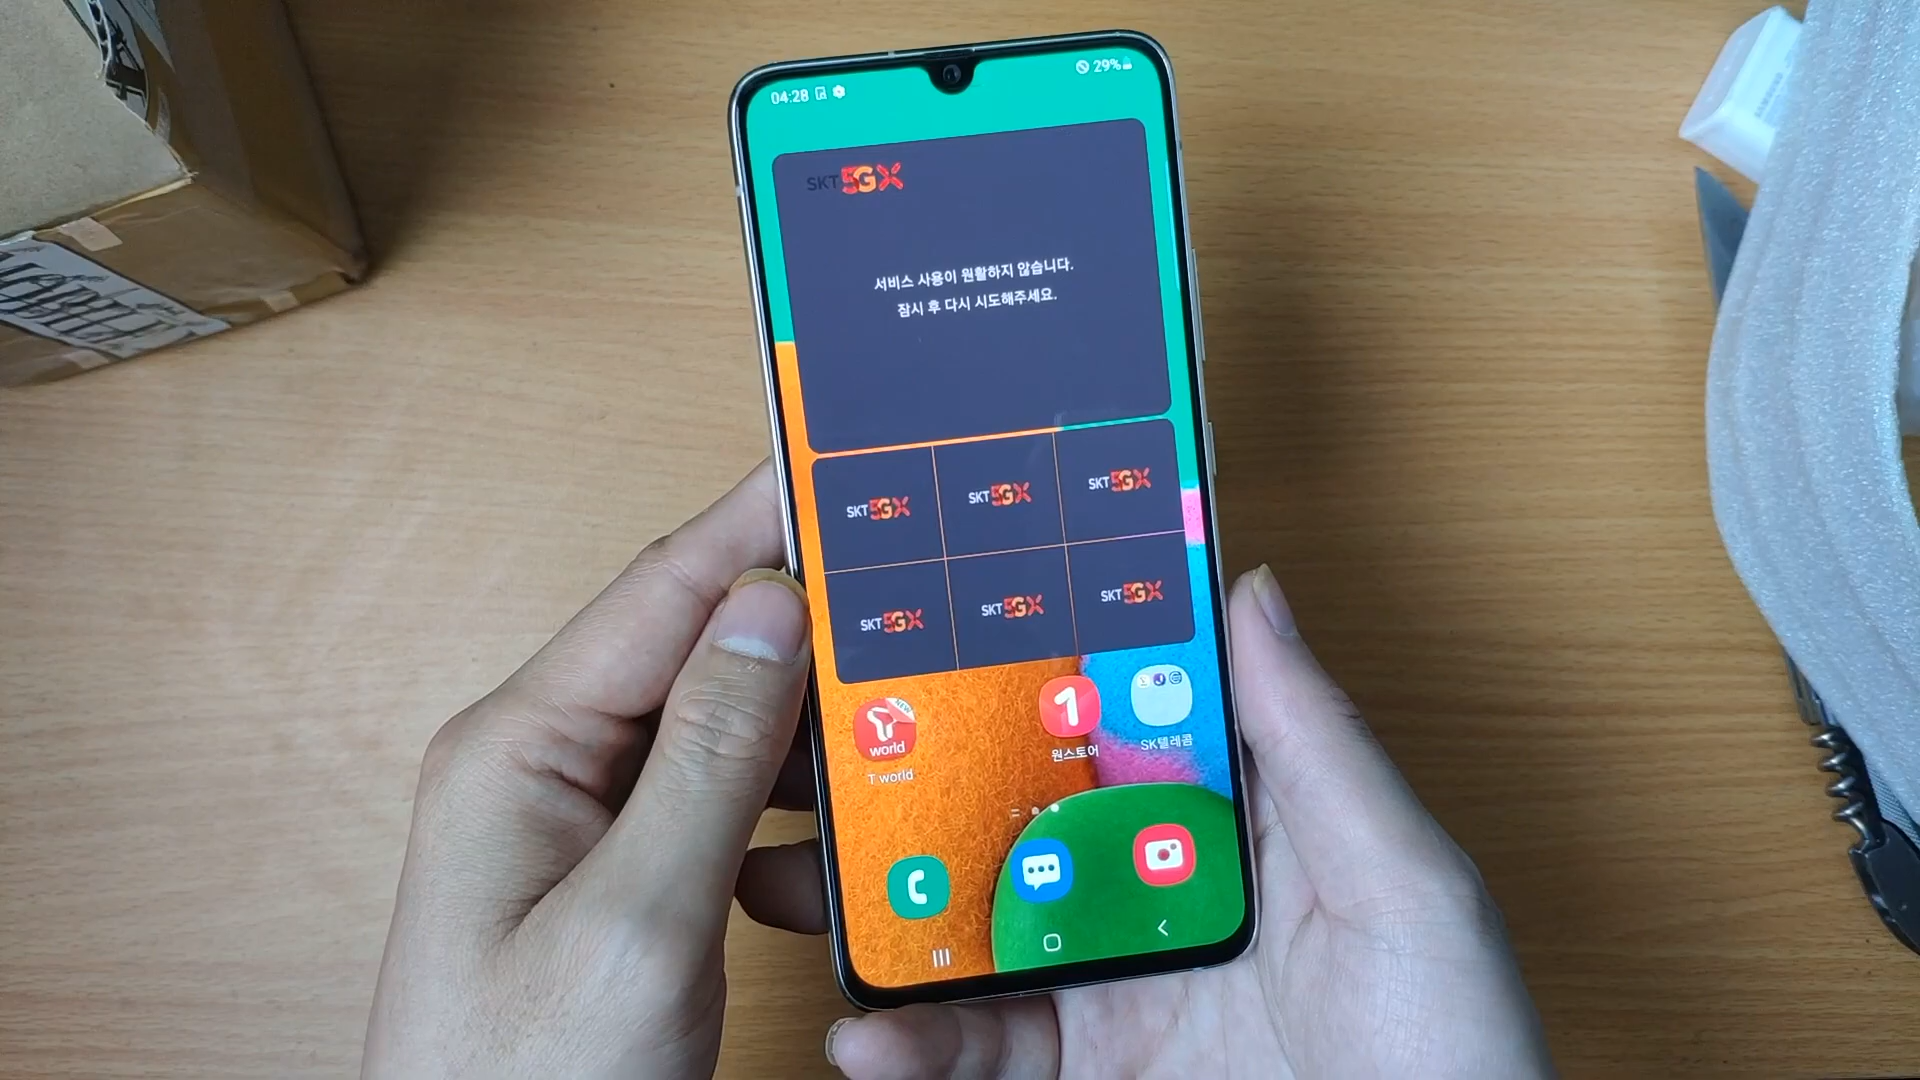 04:28
29%
SKT 5GX
서비스 사용이 원활하지 않습니다.
잠시 후 다시 시도해주세요.
SKT 5GX
SKT 5GX
SKT 5GX
SKT 5GX
SKT 5GX
SKT 5GX
NEW
world
T world
1
원스토어
SK텔레콤